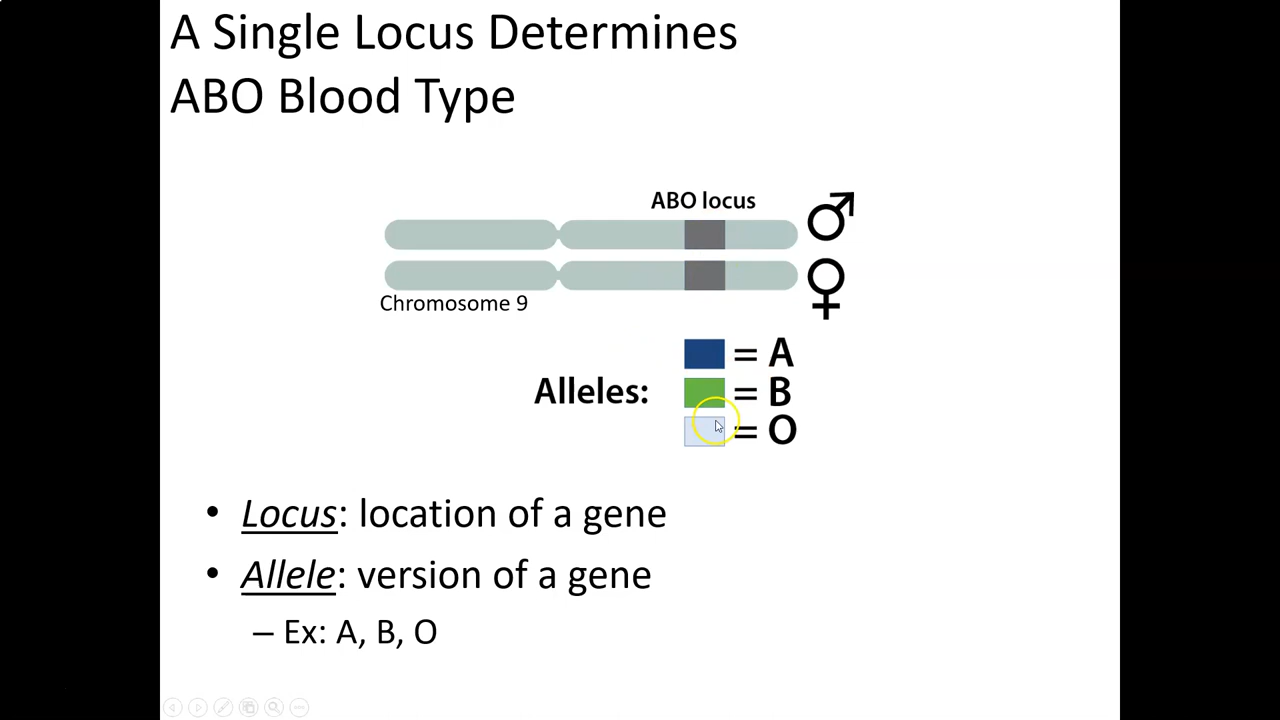 A Single Locus Determines
ABO Blood Type
ABO locus
Chromosome 9
Alleles:
= A
= B
= O
• Locus: location of a gene
• Allele: version of a gene
– Ex: A, B, O